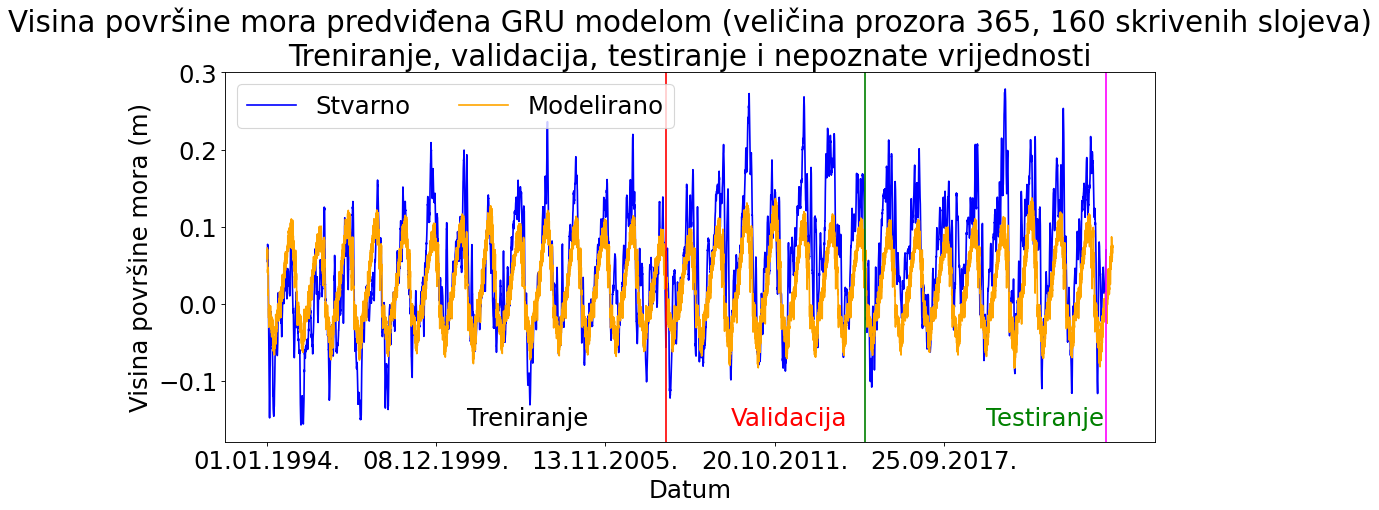 Visina površine mora predviđena GRU modelom (veličina prozora 365, 160 skrivenih slojeva)
Treniranje, validacija, testiranje i nepoznate vrijednosti
Stvarno
Modelirano
Visina površine mora (m)
0.3
0.2
0.1
0.0
−0.1
Treniranje
Validacija
Testiranje
01.01.1994.
08.12.1999.
13.11.2005.
20.10.2011.
25.09.2017.
Datum